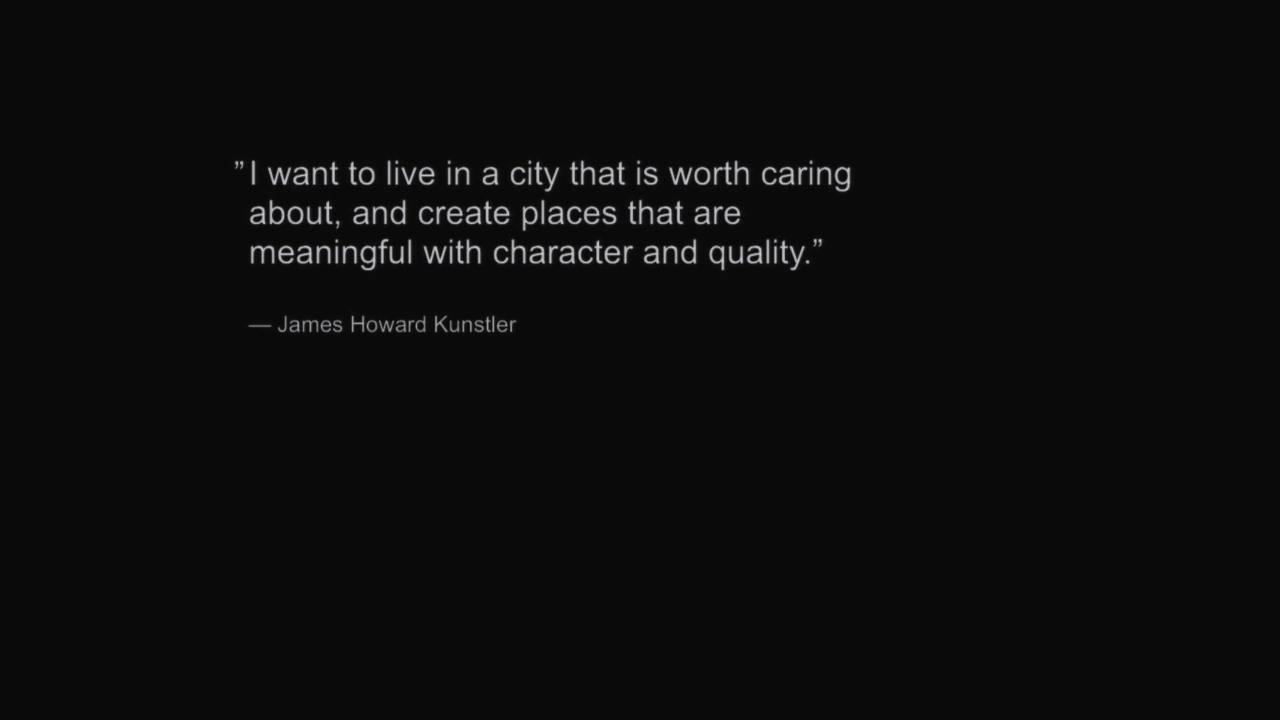 ”I want to live in a city that is worth caring
about, and create places that are
meaningful with character and quality.”
— James Howard Kunstler